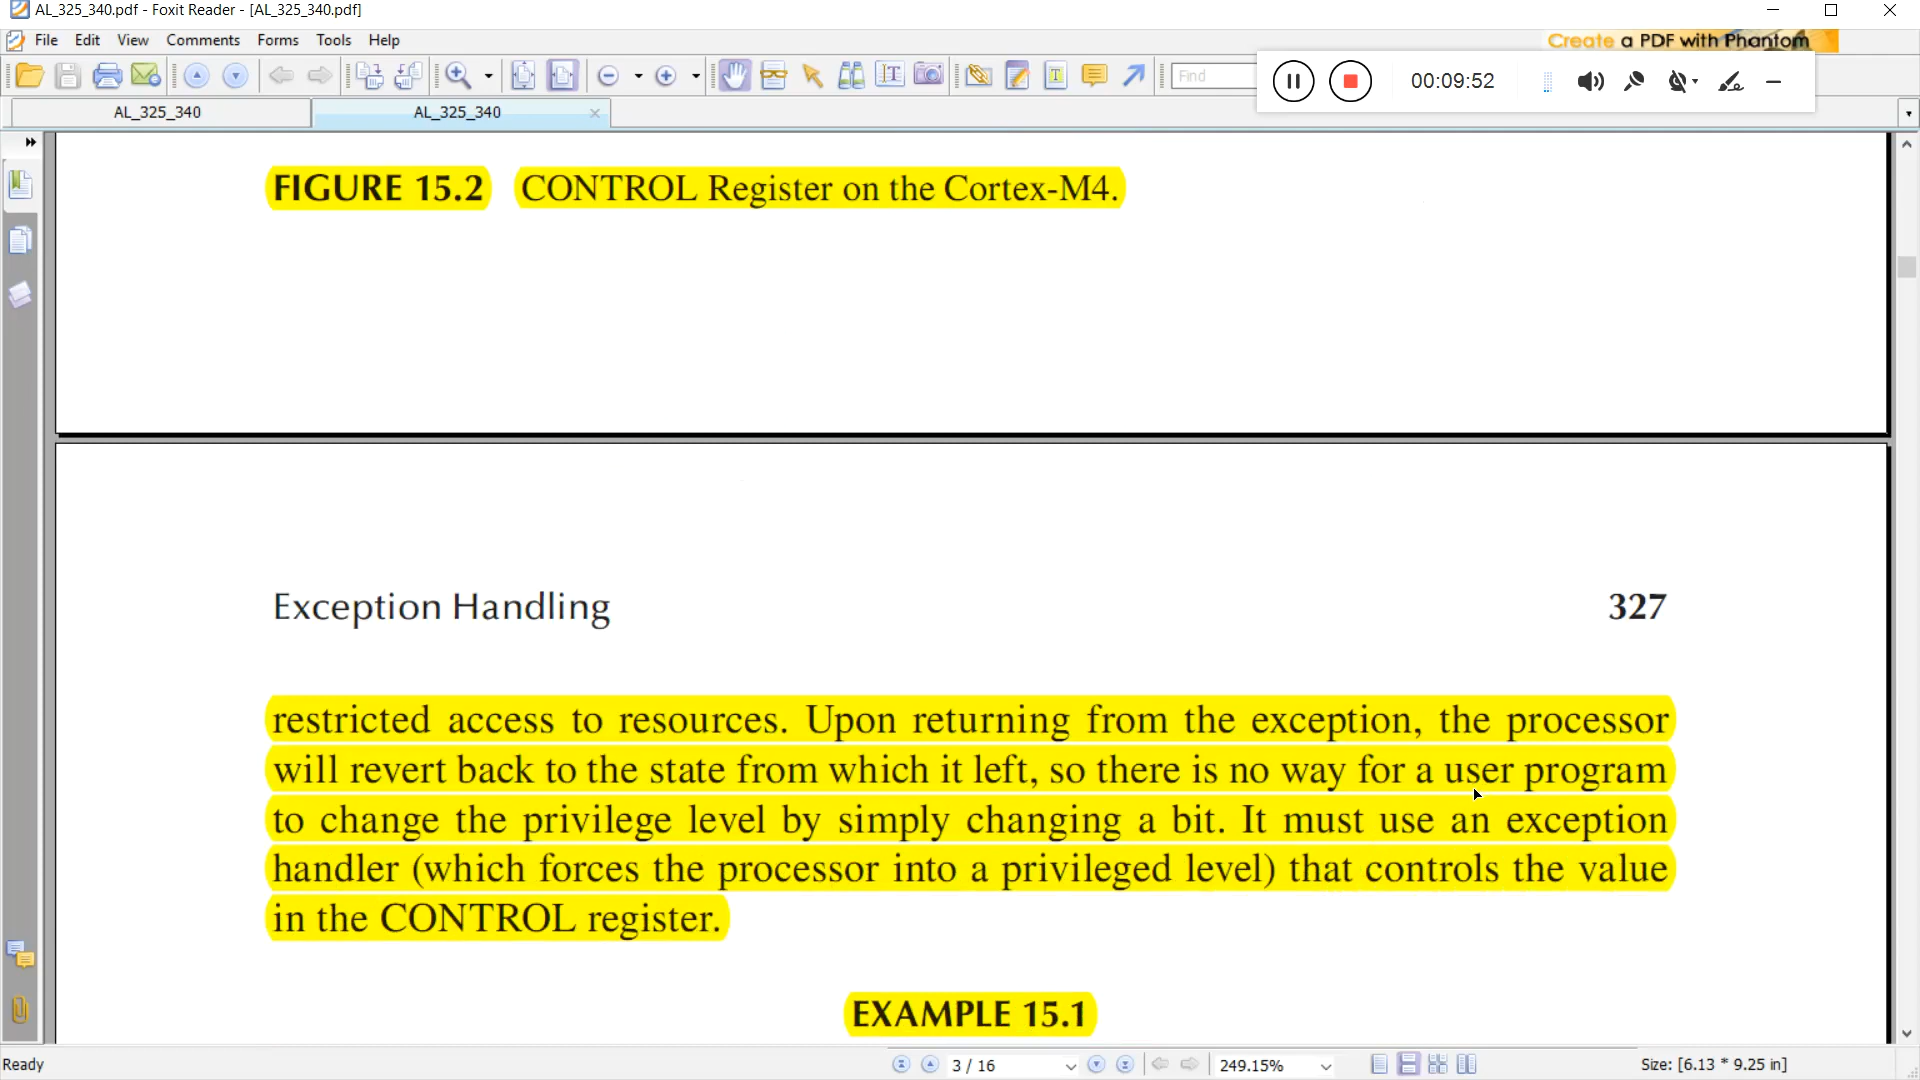 AL_325_340.pdf - Foxit Reader - [AL_325_340.pdf]
File Edit View Comments Forms Tools Help
Create a PDF with Phantom
Find
00:09:52
AL_325_340 AL_325_340
FIGURE 15.2 CONTROL Register on the Cortex-M4.
Exception Handling 327
restricted access to resources. Upon returning from the exception, the processor
will revert back to the state from which it left, so there is no way for a user program
to change the privilege level by simply changing a bit. It must use an exception
handler (which forces the processor into a privileged level) that controls the value
in the CONTROL register.
EXAMPLE 15.1
Ready 3 / 16 249.15% Size: [6.13 * 9.25 in]